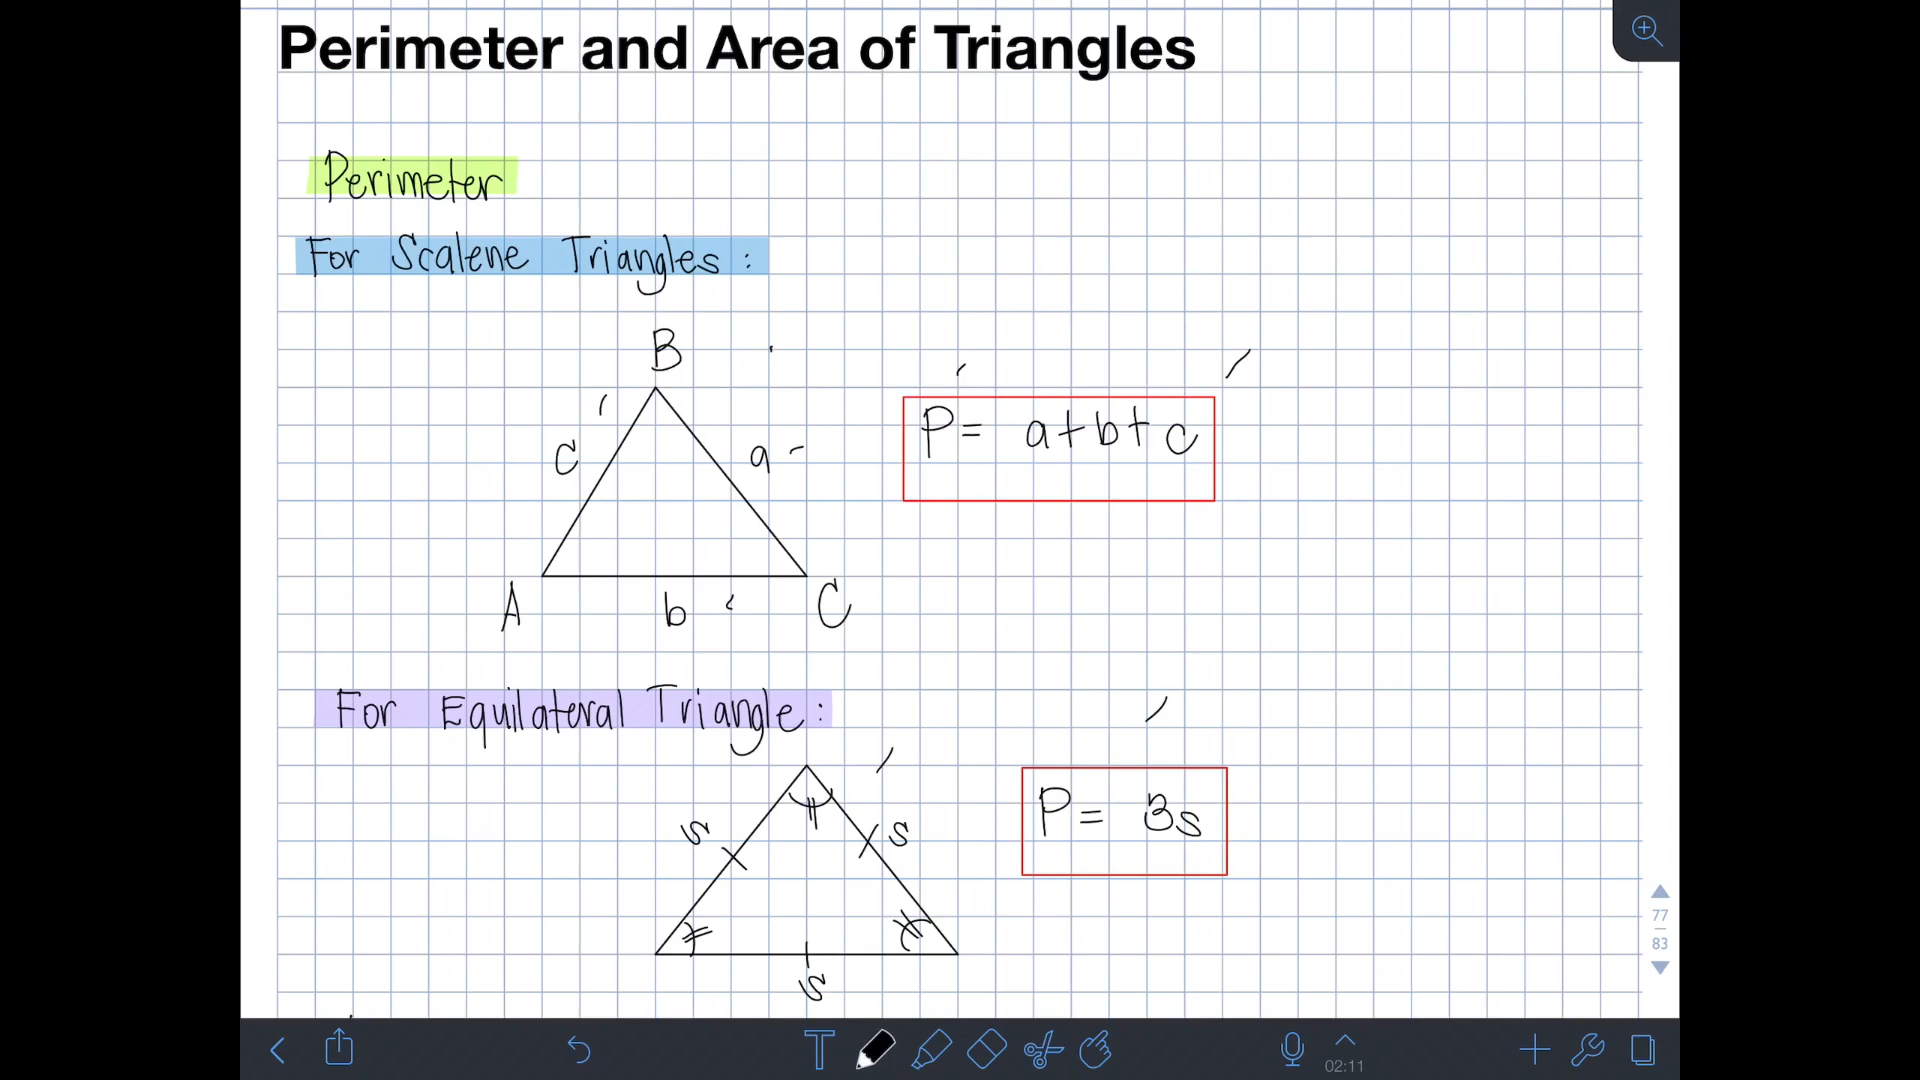 Perimeter and Area of Triangles
Perimeter
For Scalene Triangles:
B
c
a
P = a+b+c
A
b
C
For Equilateral Triangle:
s
s
P = 3s
s
77
83
T
02:11